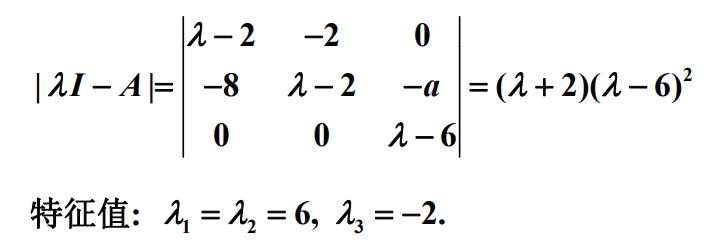 | λI − A |= | λ − 2 −2 0 | = (λ + 2)(λ − 6)²
| −8 λ − 2 −a |
| 0 0 λ − 6 |
特征值: λ₁ = λ₂ = 6, λ₃ = −2.